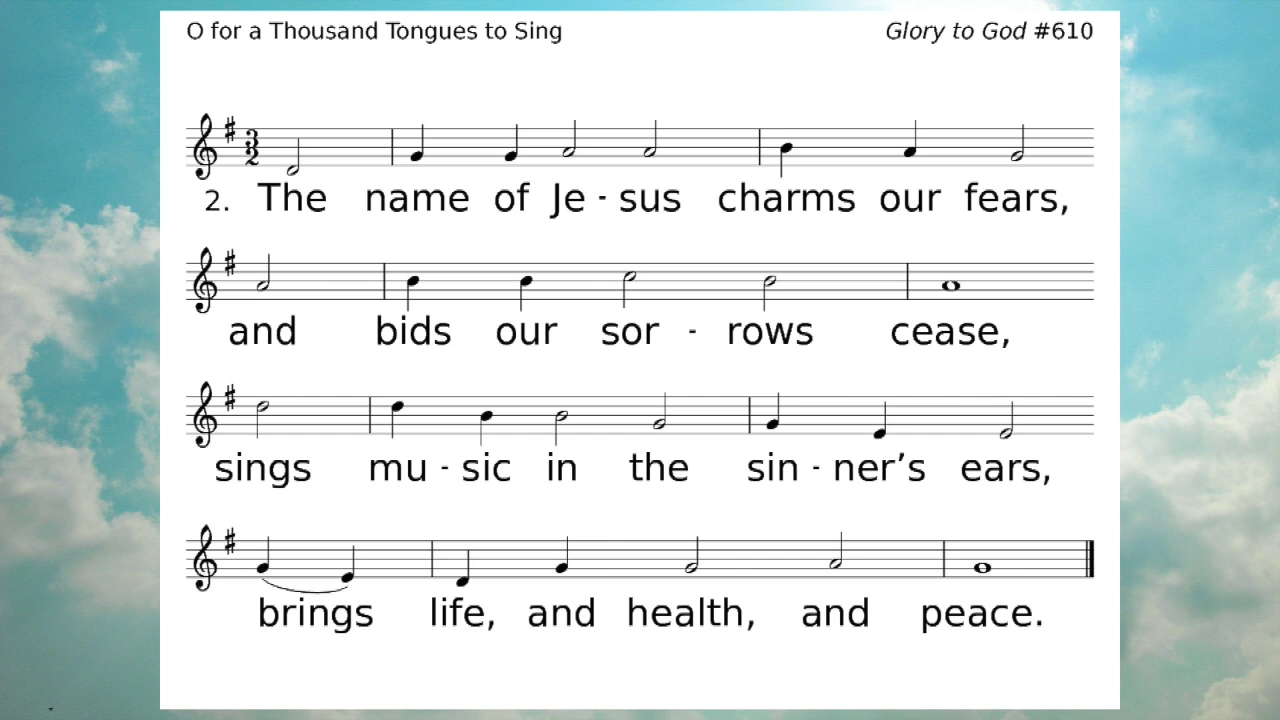 O for a Thousand Tongues to Sing Glory to God #610
2. The name of Je - sus charms our fears,
and bids our sor - rows cease,
sings mu - sic in the sin - ner’s ears,
brings life, and health, and peace.